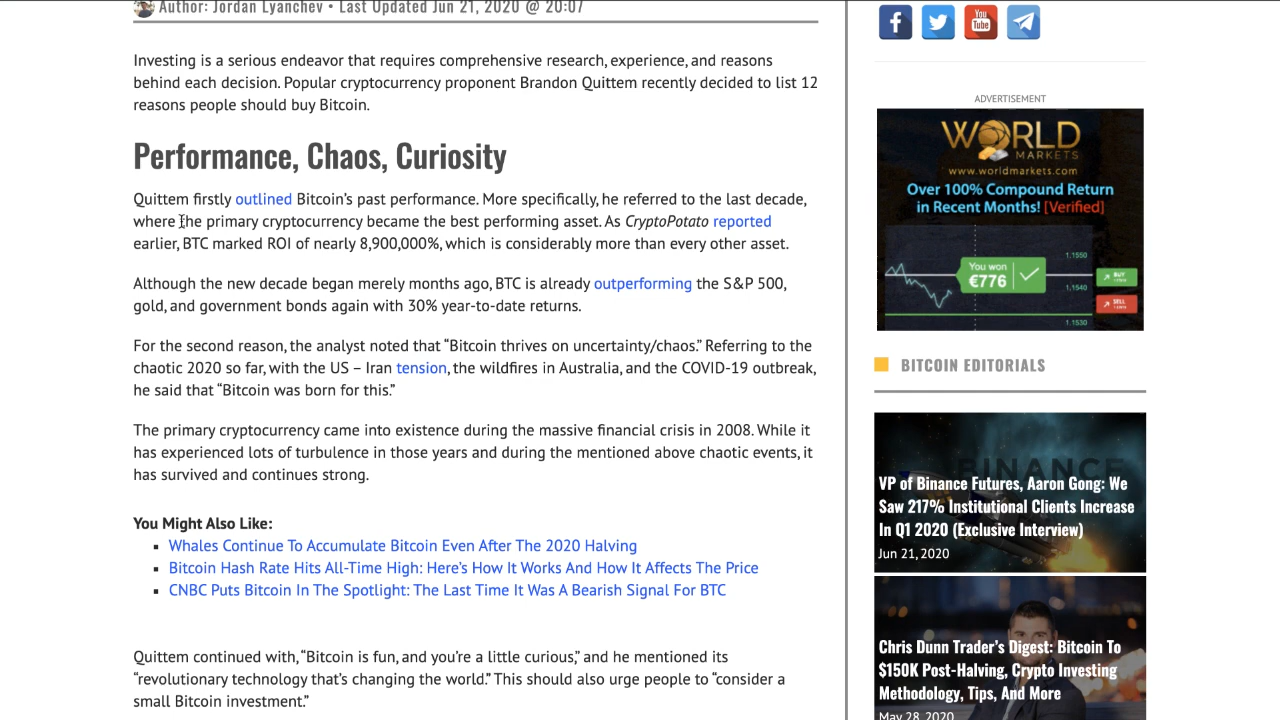 Author: Jordan Lyanchev • Last Updated Jun 21, 2020 @ 20:07
Investing is a serious endeavor that requires comprehensive research, experience, and reasons
behind each decision. Popular cryptocurrency proponent Brandon Quittem recently decided to list 12
reasons people should buy Bitcoin.
Performance, Chaos, Curiosity
Quittem firstly outlined Bitcoin's past performance. More specifically, he referred to the last decade,
where the primary cryptocurrency became the best performing asset. As CryptoPotato reported
earlier, BTC marked ROI of nearly 8,900,000%, which is considerably more than every other asset.
Although the new decade began merely months ago, BTC is already outperforming the S&P 500,
gold, and government bonds again with 30% year-to-date returns.
For the second reason, the analyst noted that “Bitcoin thrives on uncertainty/chaos.” Referring to the
chaotic 2020 so far, with the US – Iran tension, the wildfires in Australia, and the COVID-19 outbreak,
he said that “Bitcoin was born for this.”
The primary cryptocurrency came into existence during the massive financial crisis in 2008. While it
has experienced lots of turbulence in those years and during the mentioned above chaotic events, it
has survived and continues strong.
You Might Also Like:
Whales Continue To Accumulate Bitcoin Even After The 2020 Halving
Bitcoin Hash Rate Hits All-Time High: Here's How It Works And How It Affects The Price
CNBC Puts Bitcoin In The Spotlight: The Last Time It Was A Bearish Signal For BTC
Quittem continued with, “Bitcoin is fun, and you're a little curious,” and he mentioned its
“revolutionary technology that's changing the world.” This should also urge people to “consider a
small Bitcoin investment.”
You
Tube
ADVERTISEMENT
WORLD
MARKETS
www.worldmarkets.com
Over 100% Compound Return
in Recent Months! [Verified]
You won
€776
1.1550
BUY
1.1540
SELL
1.1530
BITCOIN EDITORIALS
BINANCE
VP of Binance Futures, Aaron Gong: We
Saw 217% Institutional Clients Increase
In Q1 2020 (Exclusive Interview)
Jun 21, 2020
Chris Dunn Trader's Digest: Bitcoin To
$150K Post-Halving, Crypto Investing
Methodology, Tips, And More
May 28, 2020